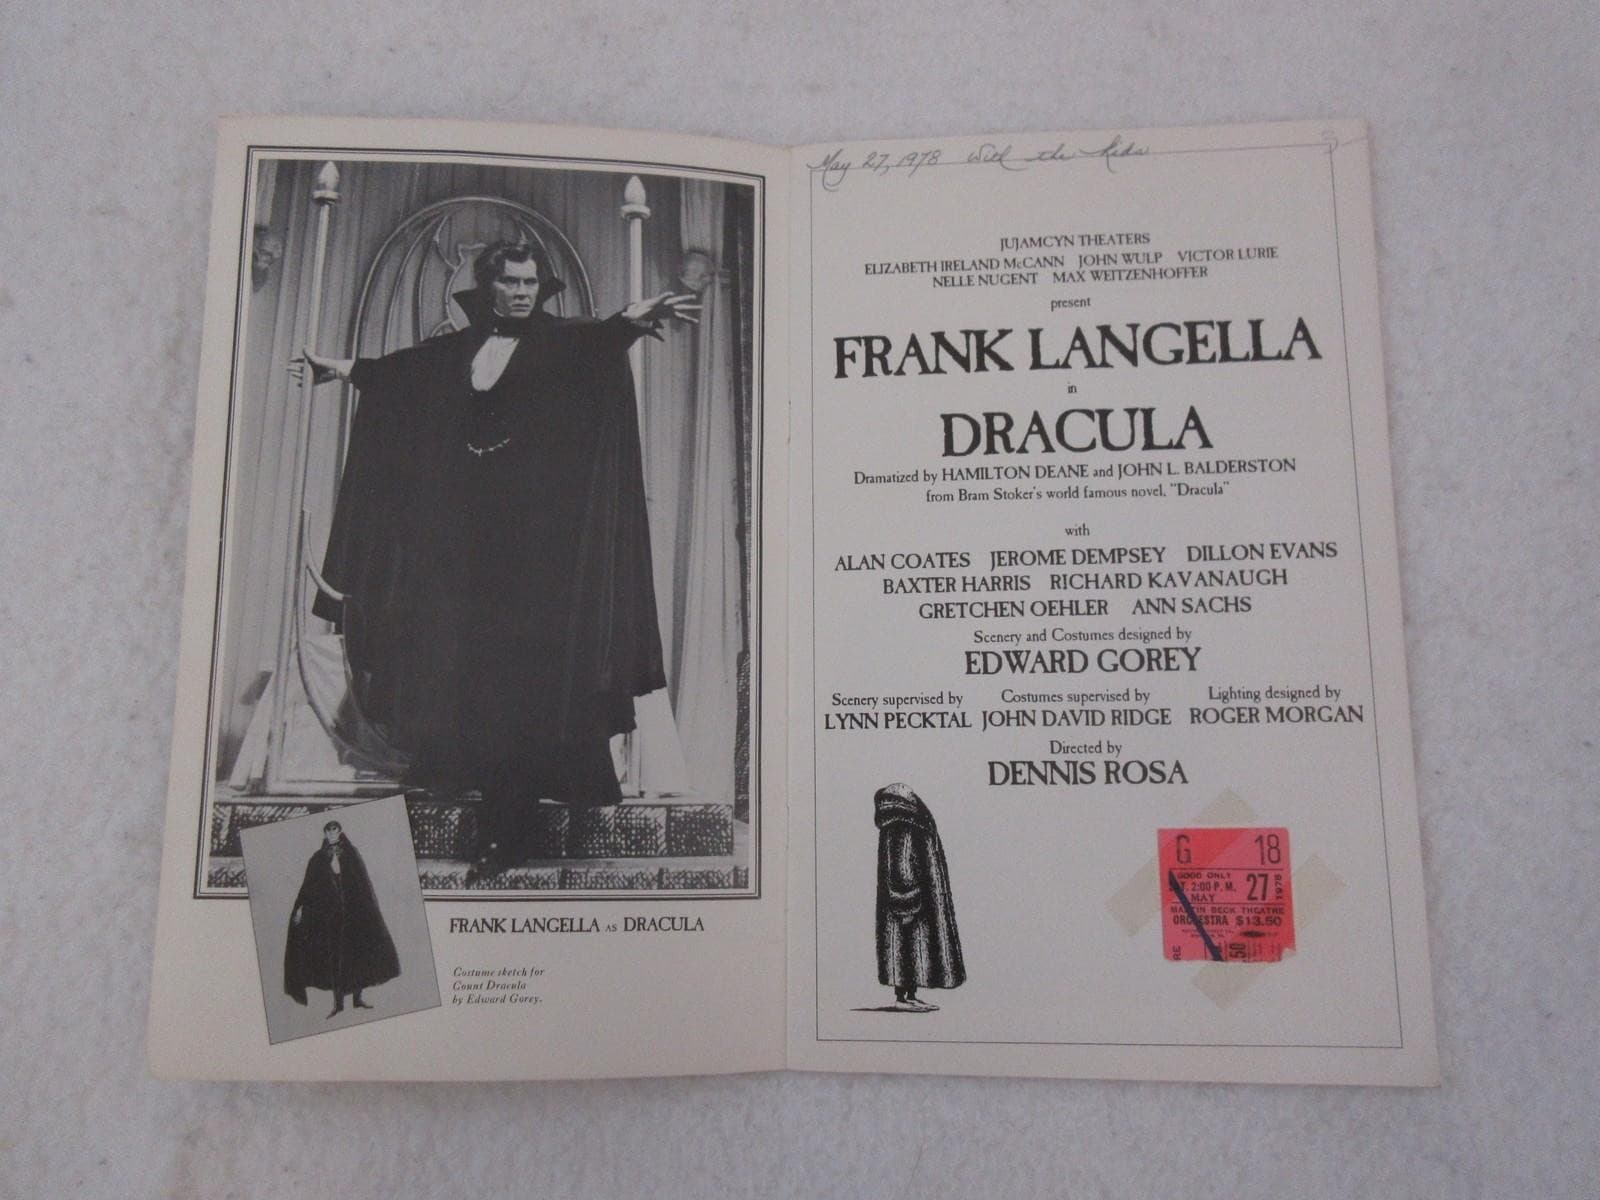 FRANK LANGELLA AS DRACULA
Costume sketch for
Count Dracula
by Edward Gorey.
May 27, 1978 With the kids
JUJAMCYN THEATERS
ELIZABETH IRELAND McCANN JOHN WULP VICTOR LURIE
NELLE NUGENT MAX WEITZENHOFFER
present
FRANK LANGELLA
in
DRACULA
Dramatized by HAMILTON DEANE and JOHN L. BALDERSTON
from Bram Stoker's world famous novel, "Dracula"
with
ALAN COATES JEROME DEMPSEY DILLON EVANS
BAXTER HARRIS RICHARD KAVANAUGH
GRETCHEN OEHLER ANN SACHS
Scenery and Costumes designed by
EDWARD GOREY
Scenery supervised by Costumes supervised by Lighting designed by
LYNN PECKTAL JOHN DAVID RIDGE ROGER MORGAN
Directed by
DENNIS ROSA
G 18
GOOD ONLY
SAT. 2:00 P.M.
MAY 27 1978
MARTIN BECK THEATRE
ORCHESTRA $13.50